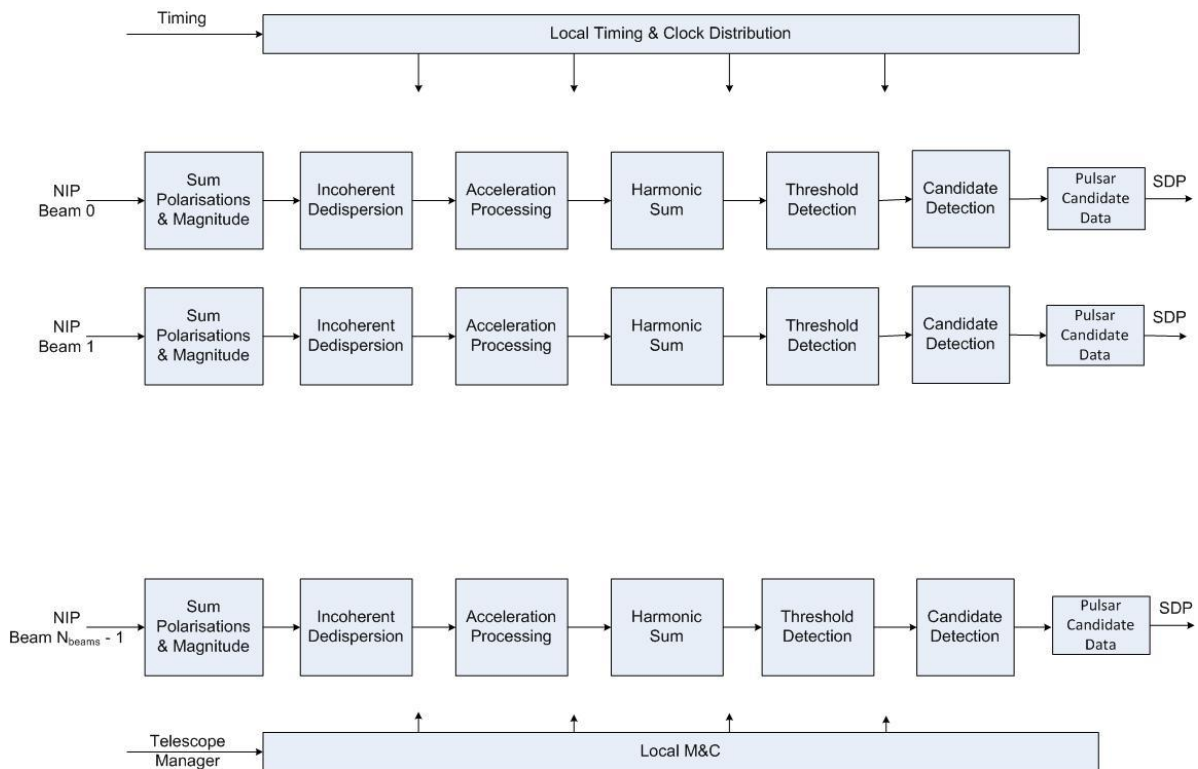 Timing
Local Timing & Clock Distribution
NIP
Beam 0
Sum
Polarisations
& Magnitude
Incoherent
Dedispersion
Acceleration
Processing
Harmonic
Sum
Threshold
Detection
Candidate
Detection
Pulsar
Candidate
Data
SDP
NIP
Beam 1
Sum
Polarisations
& Magnitude
Incoherent
Dedispersion
Acceleration
Processing
Harmonic
Sum
Threshold
Detection
Candidate
Detection
Pulsar
Candidate
Data
SDP
NIP
Beam Nbeams - 1
Sum
Polarisations
& Magnitude
Incoherent
Dedispersion
Acceleration
Processing
Harmonic
Sum
Threshold
Detection
Candidate
Detection
Pulsar
Candidate
Data
SDP
Telescope
Manager
Local M&C